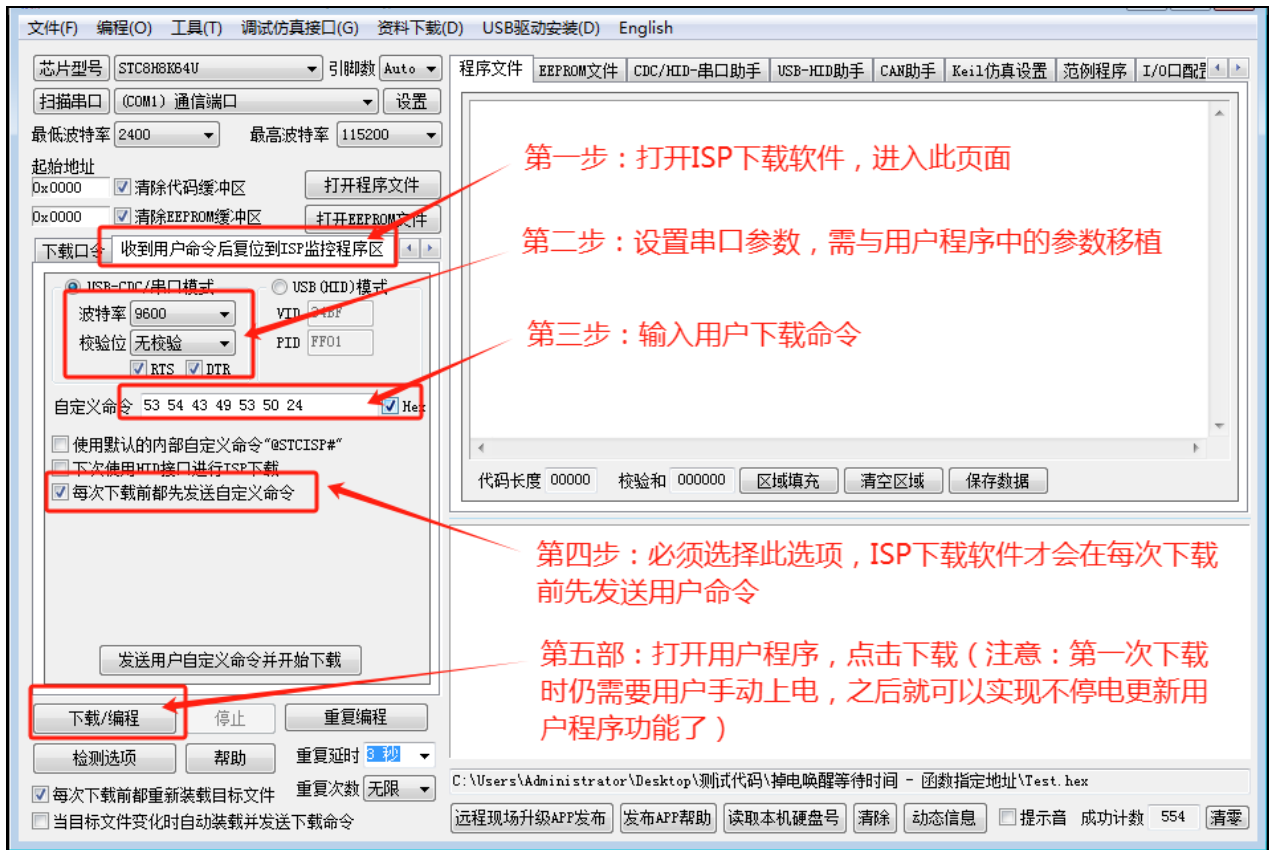 文件(F) 编程(O) 工具(T) 调试仿真接口(G) 资料下载(D) USB驱动安装(D) English
芯片型号 STC8H8K64U 引脚数 Auto
扫描串口 (COM1) 通信端口 设置
最低波特率 2400 最高波特率 115200
起始地址
0x0000 清除代码缓冲区 打开程序文件
0x0000 清除EEPROM缓冲区 打开EEPROM文件
下载口令 收到用户命令后复位到ISP监控程序区
USB-CDC/串口模式 USB(HID)模式
波特率 9600 VID 34BF
校验位 无校验 PID FF01
RTS DTR
自定义命令 53 54 43 49 53 50 24 Hex
使用默认的内部自定义命令"@STCISP#"
下次使用HID接口进行ISP下载
每次下载前都先发送自定义命令
发送用户自定义命令并开始下载
下载/编程 停止 重复编程
检测选项 帮助 重复延时 3 秒
每次下载前都重新装载目标文件 重复次数 无限
当目标文件变化时自动装载并发送下载命令
程序文件 EEPROM文件 CDC/HID-串口助手 USB-HID助手 CAN助手 Keil仿真设置 范例程序 I/O口配
第一步：打开ISP下载软件，进入此页面
第二步：设置串口参数，需与用户程序中的参数移植
第三步：输入用户下载命令
代码长度 00000 校验和 000000 区域填充 清空区域 保存数据
第四步：必须选择此选项，ISP下载软件才会在每次下载
前先发送用户命令
第五部：打开用户程序，点击下载（注意：第一次下载
时仍需要用户手动上电，之后就可以实现不停电更新用
户程序功能了）
C:\Users\Administrator\Desktop\测试代码\掉电唤醒等待时间 - 函数指定地址\Test.hex
远程现场升级APP发布 发布APP帮助 读取本机硬盘号 清除 动态信息 提示音 成功计数 554 清零